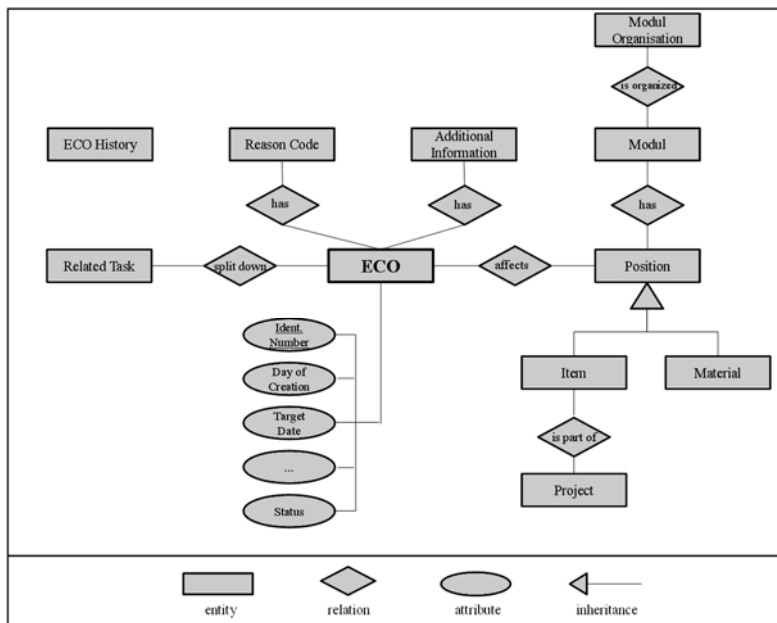 Modul
Organisation
is organized
ECO History
Reason Code
Additional
Information
Modul
has
has
has
Related Task
split down
ECO
affects
Position
Ident.
Number
Day of
Creation
Target
Date
...
Status
Item
Material
is part of
Project
entity
relation
attribute
inheritance